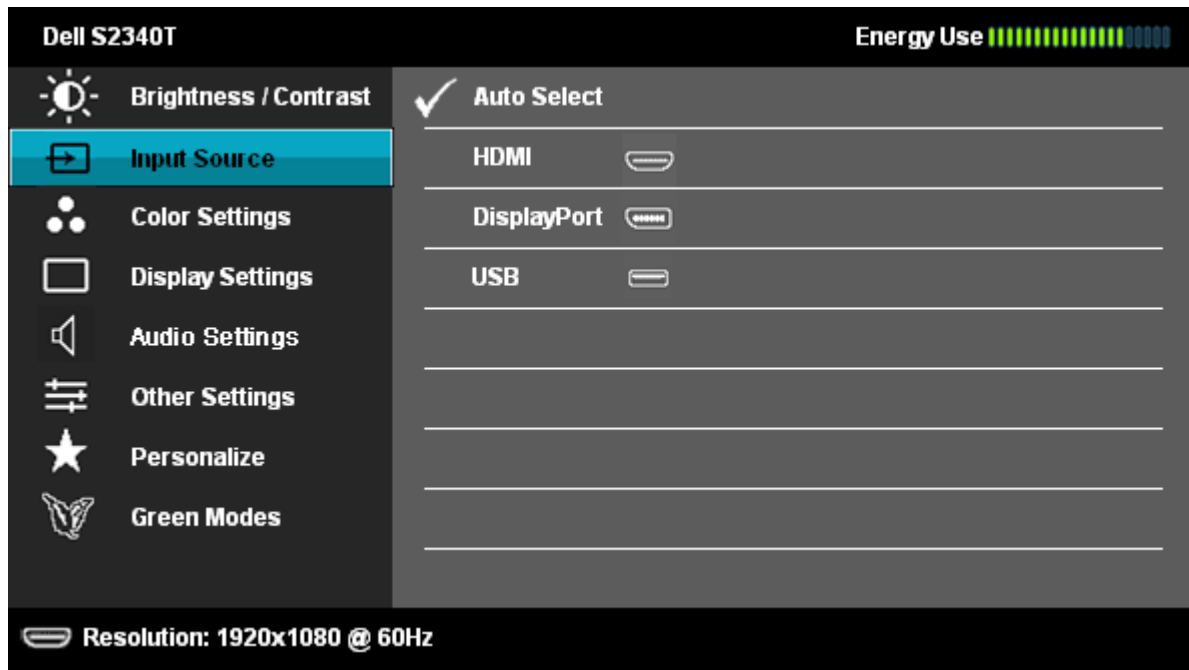 Dell S2340T Energy Use
Brightness / Contrast Auto Select
Input Source HDMI
Color Settings DisplayPort
Display Settings USB
Audio Settings
Other Settings
Personalize
Green Modes
Resolution: 1920x1080 @ 60Hz